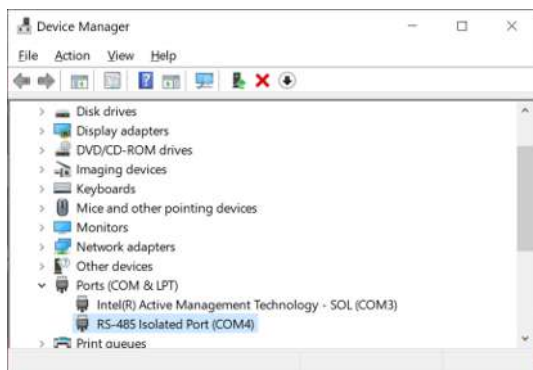 Device Manager
File Action View Help
Disk drives
Display adapters
DVD/CD-ROM drives
Imaging devices
Keyboards
Mice and other pointing devices
Monitors
Network adapters
Other devices
Ports (COM & LPT)
Intel(R) Active Management Technology - SOL (COM3)
RS-485 Isolated Port (COM4)
Print queues